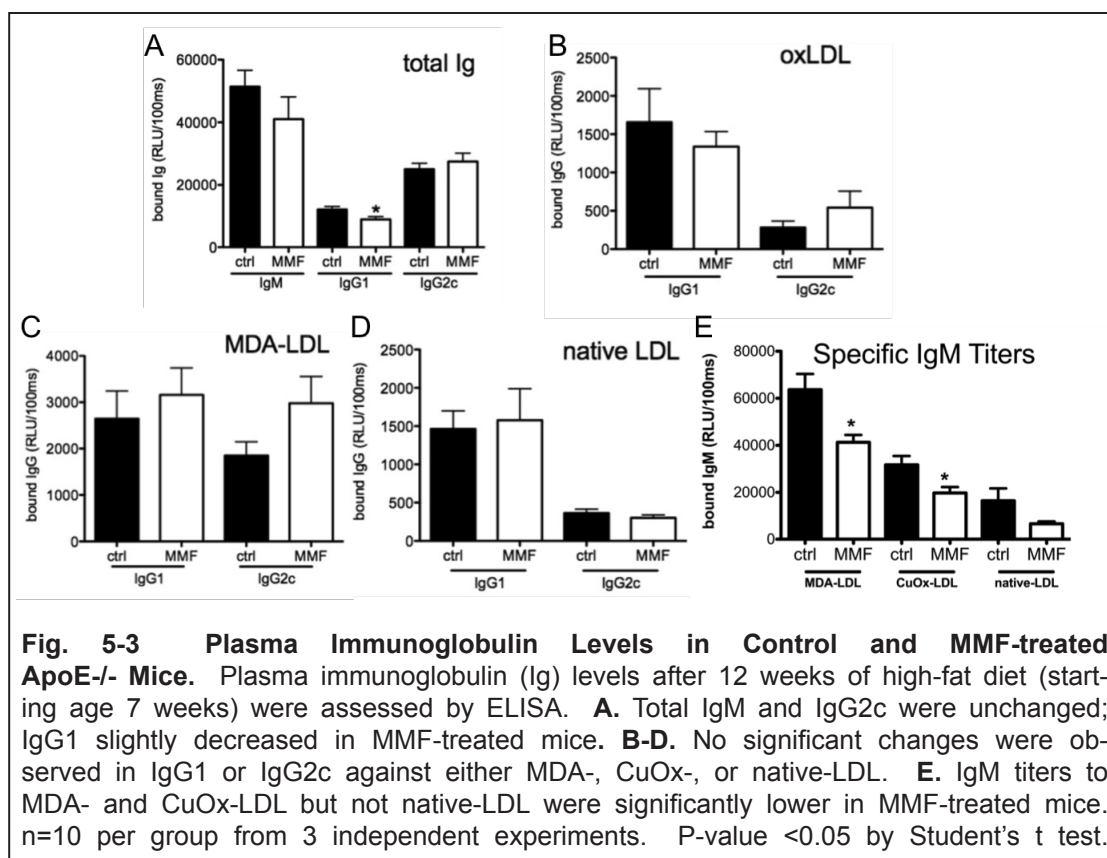 A
total Ig
bound Ig (RLU/100ms)
60000
40000
20000
0
ctrl MMF ctrl MMF ctrl MMF
*
IgM IgG1 IgG2c
B
oxLDL
bound IgG (RLU/100ms)
2500
2000
1500
1000
500
0
ctrl MMF ctrl MMF
IgG1 IgG2c
C
MDA-LDL
bound IgG (RLU/100ms)
4000
3000
2000
1000
0
ctrl MMF ctrl MMF
IgG1 IgG2c
D
native LDL
bound IgG (RLU/100ms)
2500
2000
1500
1000
500
0
ctrl MMF ctrl MMF
IgG1 IgG2c
E
Specific IgM Titers
bound IgM (RLU/100ms)
80000
60000
40000
20000
0
* *
ctrl MMF ctrl MMF ctrl MMF
MDA-LDL CuOx-LDL native-LDL
Fig. 5-3 Plasma Immunoglobulin Levels in Control and MMF-treated
ApoE-/- Mice. Plasma immunoglobulin (Ig) levels after 12 weeks of high-fat diet (start-
ing age 7 weeks) were assessed by ELISA. A. Total IgM and IgG2c were unchanged;
IgG1 slightly decreased in MMF-treated mice. B-D. No significant changes were ob-
served in IgG1 or IgG2c against either MDA-, CuOx-, or native-LDL. E. IgM titers to
MDA- and CuOx-LDL but not native-LDL were significantly lower in MMF-treated mice.
n=10 per group from 3 independent experiments. P-value <0.05 by Student's t test.